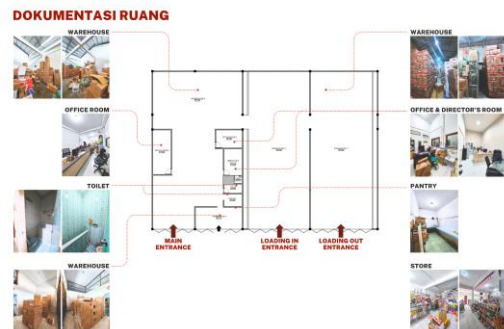 DOKUMENTASI RUANG
WAREHOUSE
WAREHOUSE
OFFICE ROOM
OFFICE & DIRECTOR'S ROOM
TOILET
PANTRY
WAREHOUSE
STORE
MAIN ENTRANCE
LOADING IN ENTRANCE
LOADING OUT ENTRANCE